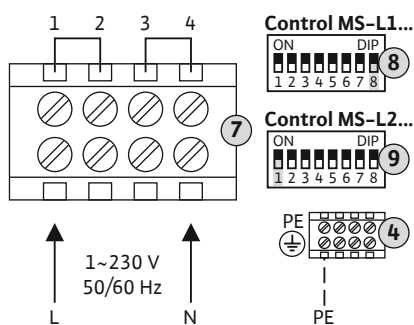 1 2 3 4
7
1~230 V
50/60 Hz
L N
Control MS-L1...
ON DIP
1 2 3 4 5 6 7 8
8
Control MS-L2...
ON DIP
1 2 3 4 5 6 7 8
9
PE
4
PE